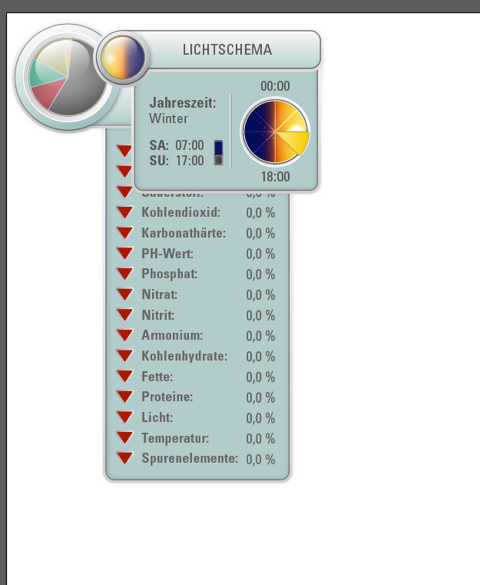 LICHTSCHEMA
00:00
Jahreszeit:
Winter
SA: 07:00
SU: 17:00
18:00
Kohlendioxid: 0,0 %
Karbonathärte: 0,0 %
PH-Wert: 0,0 %
Phosphat: 0,0 %
Nitrat: 0,0 %
Nitrit: 0,0 %
Armonium: 0,0 %
Kohlenhydrate: 0,0 %
Fette: 0,0 %
Proteine: 0,0 %
Licht: 0,0 %
Temperatur: 0,0 %
Spurenelemente: 0,0 %